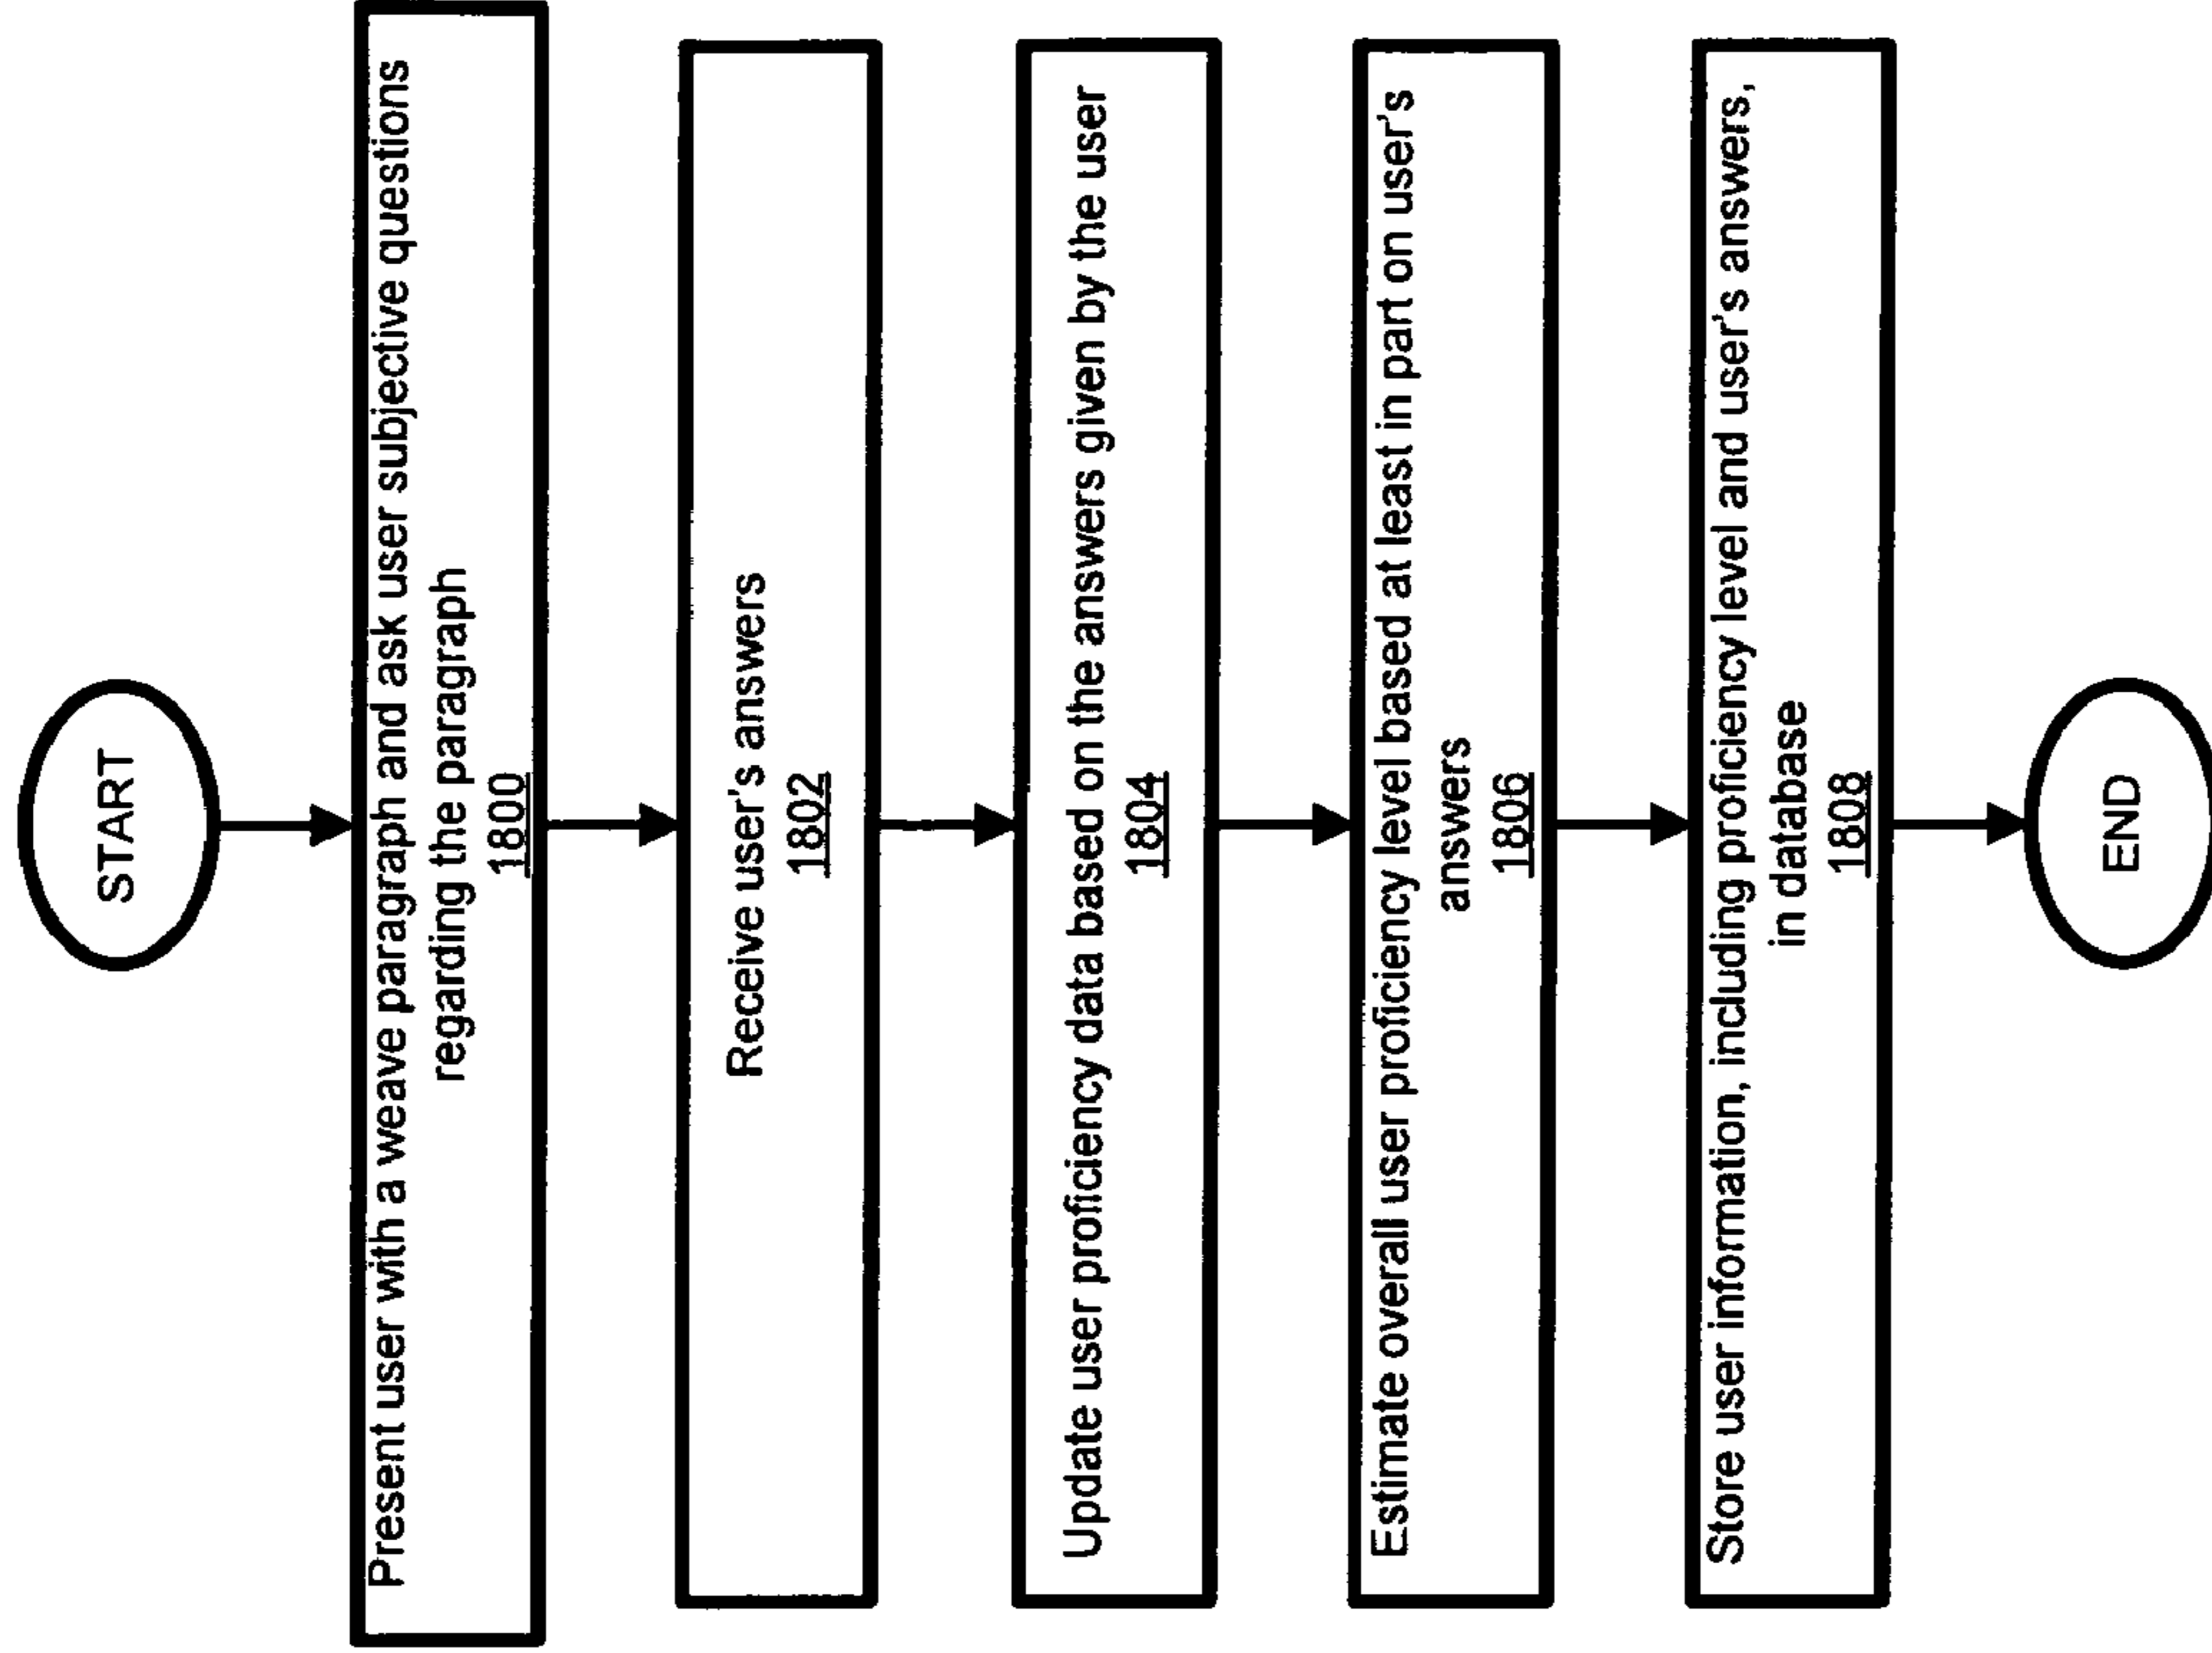 START
Present user with a weave paragraph and ask user subjective questions
regarding the paragraph
1800
Receive user's answers
1802
Update user proficiency data based on the answers given by the user
1804
Estimate overall user proficiency level based at least in part on user's
answers
1806
Store user information, including proficiency level and user's answers,
in database
1808
END